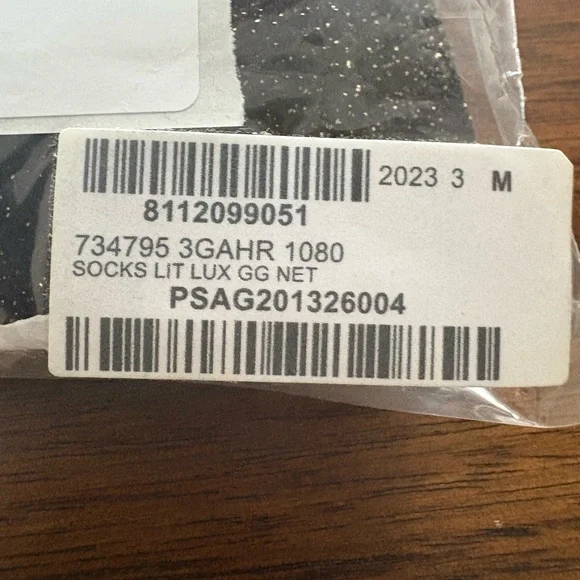 2023 3 M
8112099051
734795 3GAHR 1080
SOCKS LIT LUX GG NET
PSAG201326004